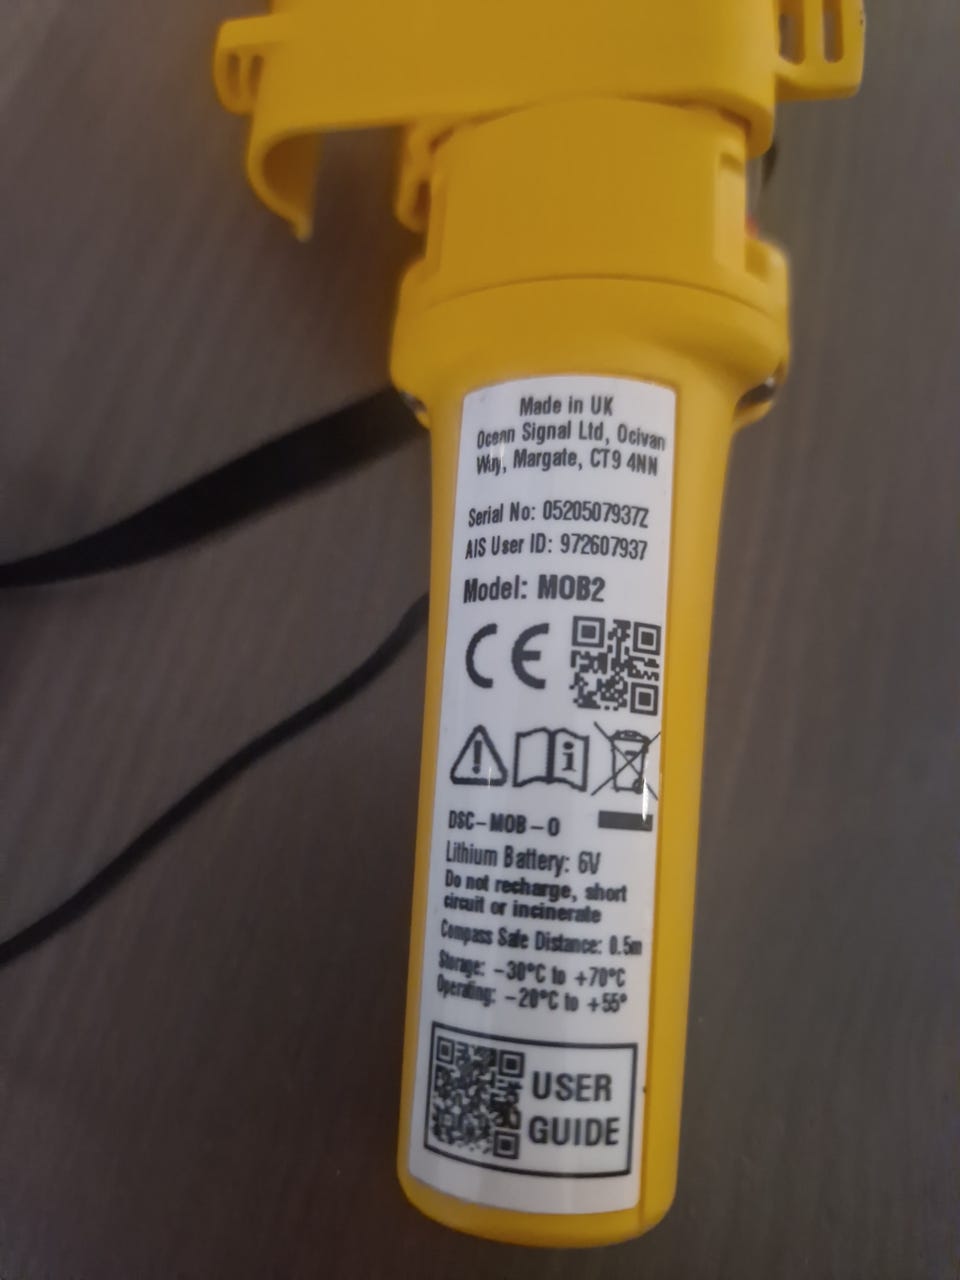 Made in UK
Ocean Signal Ltd, Ocivan
Way, Margate, CT9 4NN
Serial No: 0520507937Z
AIS User ID: 972607937
Model: MOB2
CE
DSC-MOB-O
Lithium Battery: 6V
Do not recharge, short
circuit or incinerate
Compass Safe Distance: 0.5m
Storage: -30°C to +70°C
Operating: -20°C to +55°
USER
GUIDE